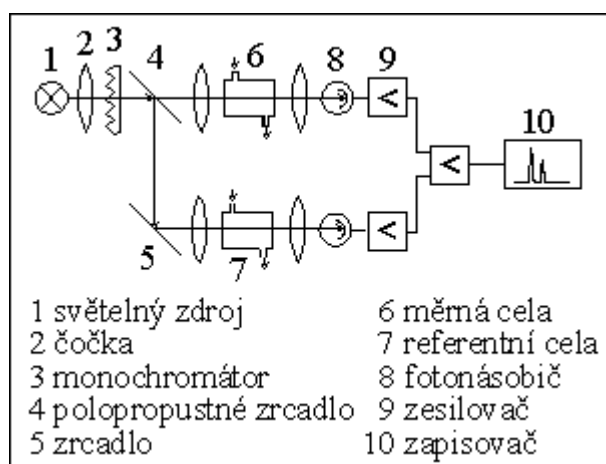 1 2 3 4 6 8 9
10
5 7
1 světelný zdroj
2 čočka
3 monochromátor
4 polopropustné zrcadlo
5 zrcadlo
6 měrná cela
7 referentní cela
8 fotonásobič
9 zesilovač
10 zapisovač